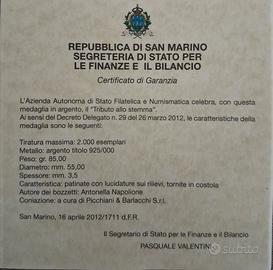 REPUBBLICA DI SAN MARINO
SEGRETERIA DI STATO PER
LE FINANZE E IL BILANCIO
Certificato di Garanzia
L'Azienda Autonoma di Stato Filatelica e Numismatica celebra, con questa
medaglia in argento, il "Tributo allo stemma".
Ai sensi del Decreto Delegato n. 29 del 26 marzo 2012, le caratteristiche della
medaglia sono le seguenti:
Tiratura massima: 2.000 esemplari
Metallo: argento titolo 925/000
Peso: gr. 85,00
Diametro: mm. 55,00
Spessore: mm. 3,5
Caratteristica: patinate con lucidature sui rilievi, tornite in costola
Autore dei bozzetti: Antonella Napolione
Coniazione: a cura di Picchiani & Barlacchi S.r.l.
San Marino, 16 aprile 2012/1711 d.F.R.
Il Segretario di Stato per le Finanze e il Bilancio
PASQUALE VALENTIN
subito